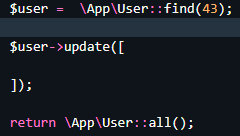 $user =  \App\User::find(43);
$user->update([
]);
return \App\User::all();